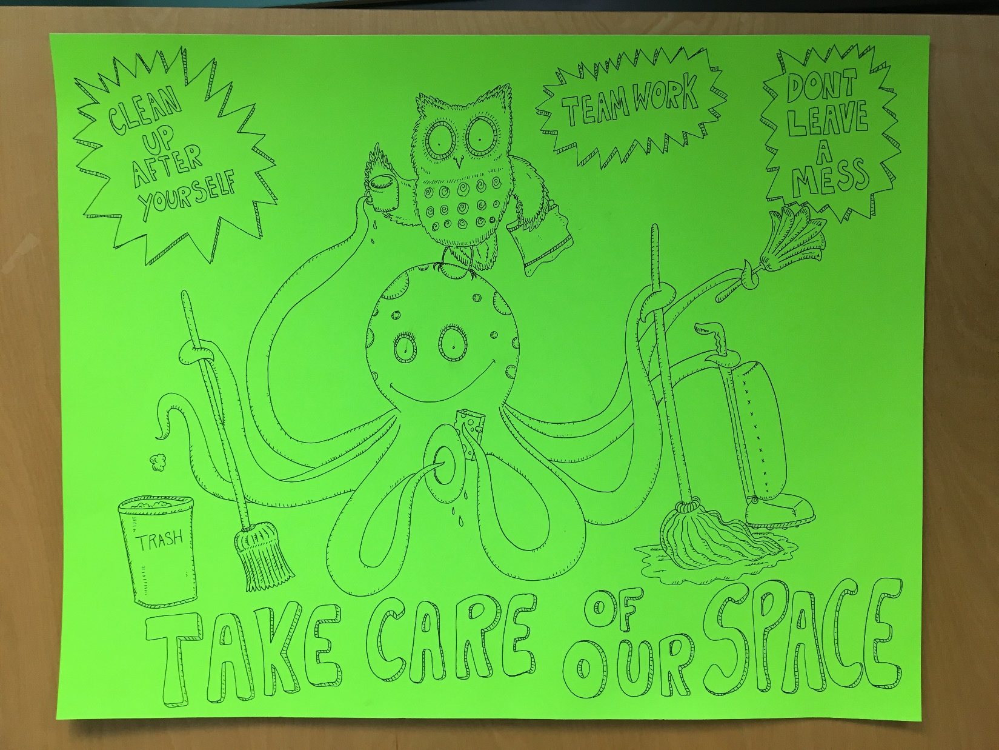 CLEAN
UP
AFTER
YOURSELF
TEAM WORK
DONT
LEAVE
A
MESS
TRASH
TAKE CARE OF
OUR SPACE